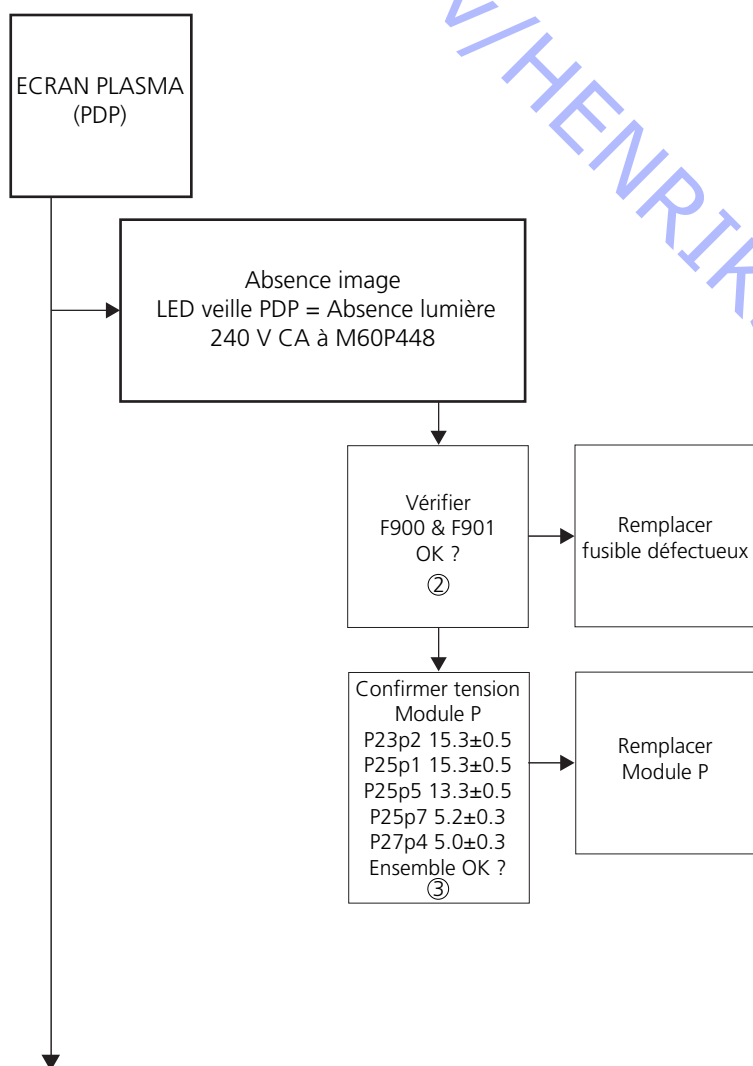 ECRAN PLASMA
(PDP)
V/HENRIK
Absence image
LED veille PDP = Absence lumière
240 V CA à M60P448
Vérifier
F900 & F901
OK ?
②
Remplacer
fusible défectueux
Confirmer tension
Module P
P23p2 15.3±0.5
P25p1 15.3±0.5
P25p5 13.3±0.5
P25p7 5.2±0.3
P27p4 5.0±0.3
Ensemble OK ?
③
Remplacer
Module P